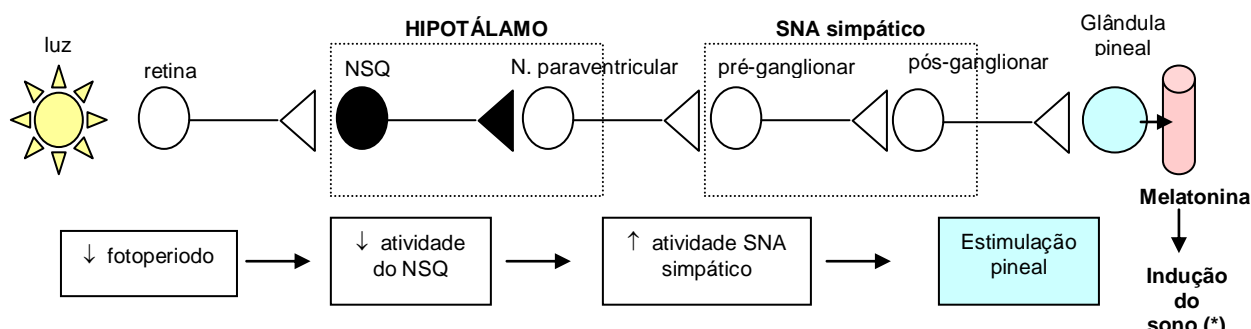 HIPOTÁLAMO
SNA simpático
Glândula
pineal
luz
retina
NSQ
N. paraventricular
pré-ganglionar
pós-ganglionar
Melatonina
↓ fotoperiodo
↓ atividade
do NSQ
↑ atividade SNA
simpático
Estimulação
pineal
Indução
do
sono (*)